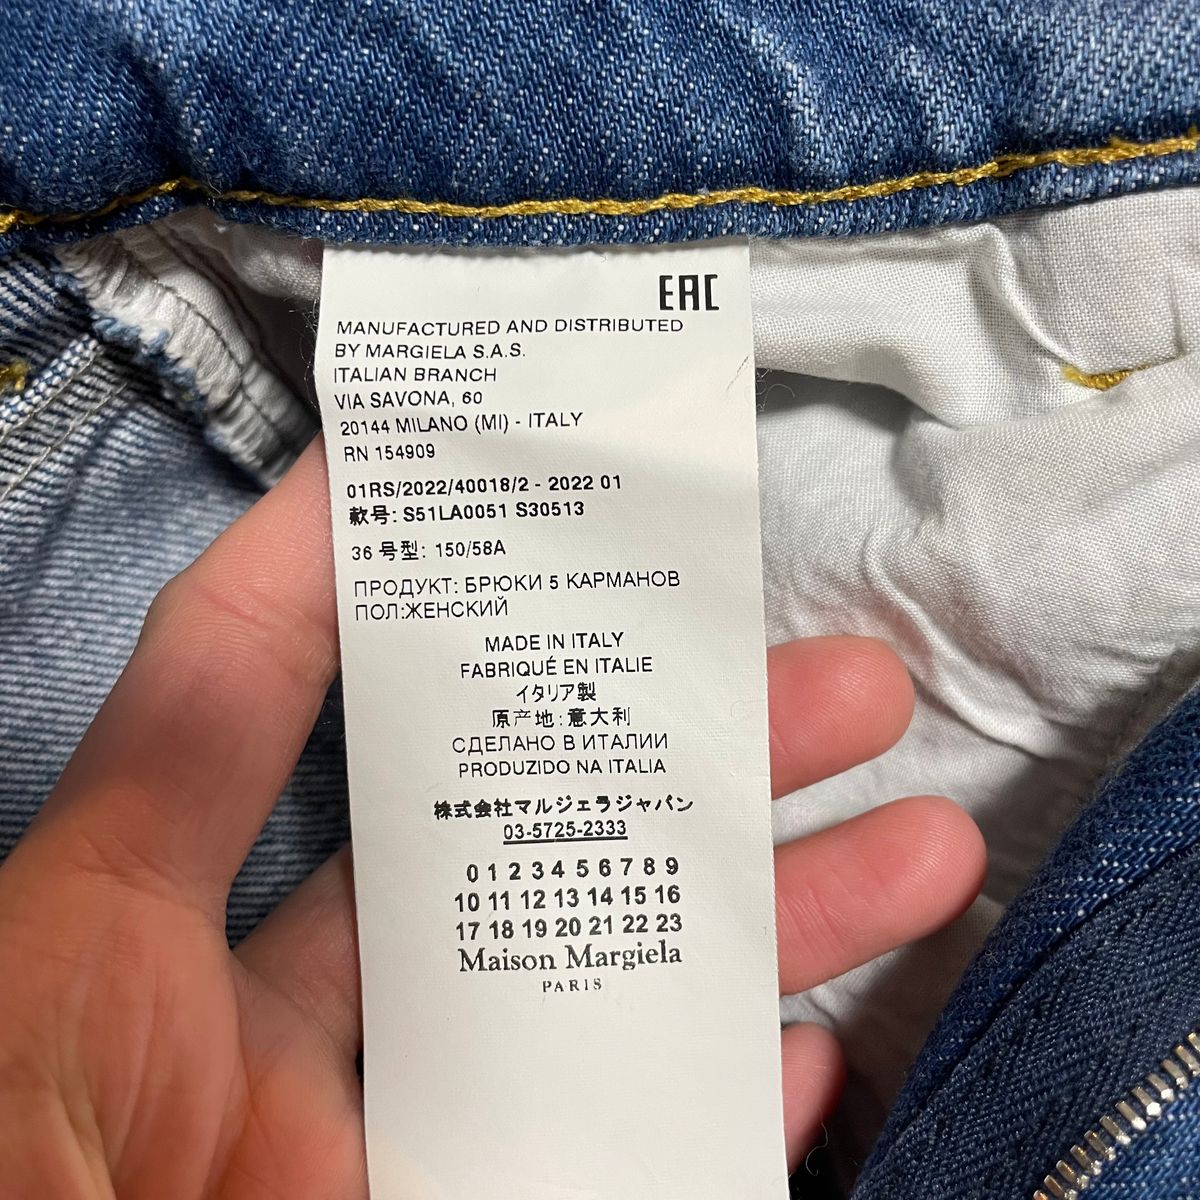 EAC
MANUFACTURED AND DISTRIBUTED
BY MARGIELA S.A.S.
ITALIAN BRANCH
VIA SAVONA, 60
20144 MILANO (MI) - ITALY
RN 154909
01RS/2022/40018/2 - 2022 01
款号: S51LA0051 S30513
36 号型: 150/58A
ПРОДУКТ: БРЮКИ 5 КАРМАНОВ
ПОЛ:ЖЕНСКИЙ
MADE IN ITALY
FABRIQUÉ EN ITALIE
イタリア製
原产地: 意大利
СДЕЛАНО В ИТАЛИИ
PRODUZIDO NA ITALIA
株式会社マルジェラジャパン
03-5725-2333
0 1 2 3 4 5 6 7 8 9
10 11 12 13 14 15 16
17 18 19 20 21 22 23
Maison Margiela
PARIS